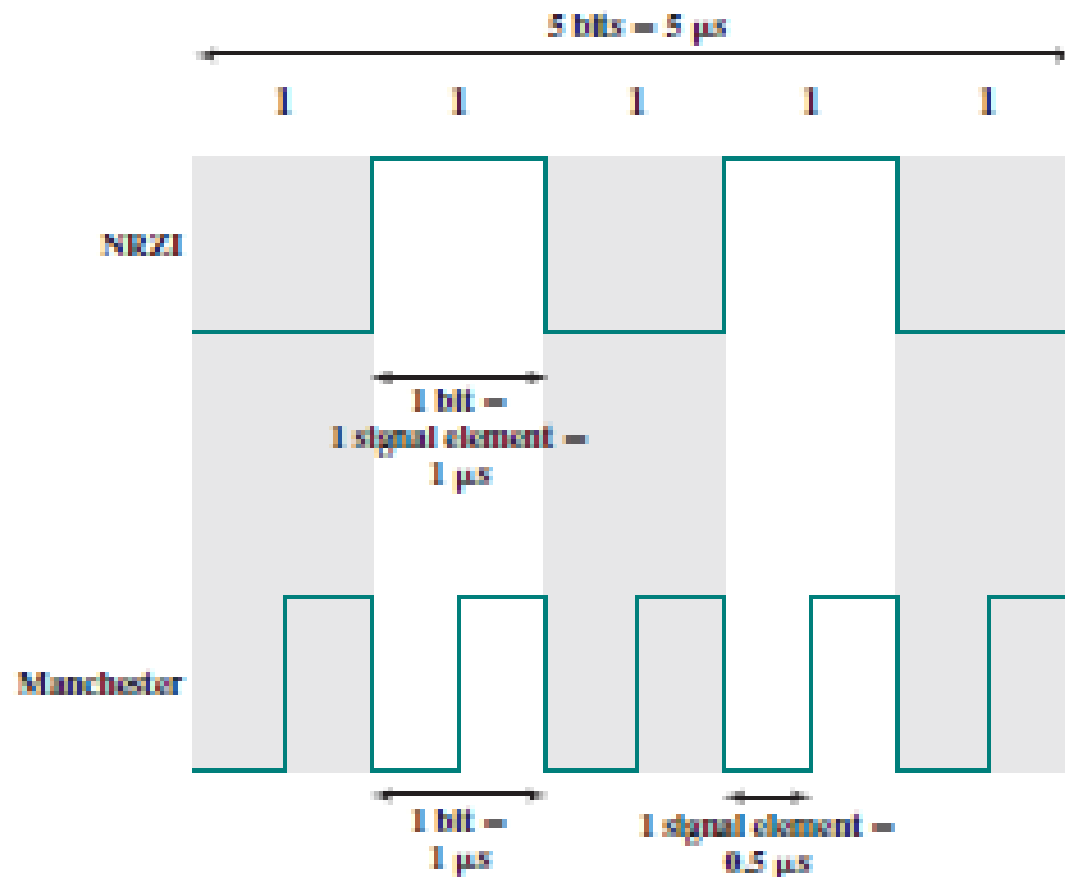 5 bits = 5 μs
1 1 1 1 1
NRZI
1 bit =
1 signal element =
1 μs
Manchester
1 bit =
1 μs
1 signal element =
0.5 μs